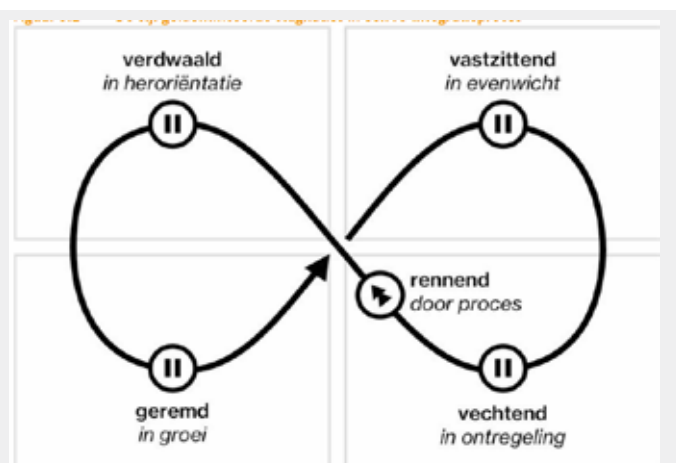 verdwaald
in heroriëntatie
vastzittend
in evenwicht
rennend
door proces
geremd
in groei
vechtend
in ontregeling